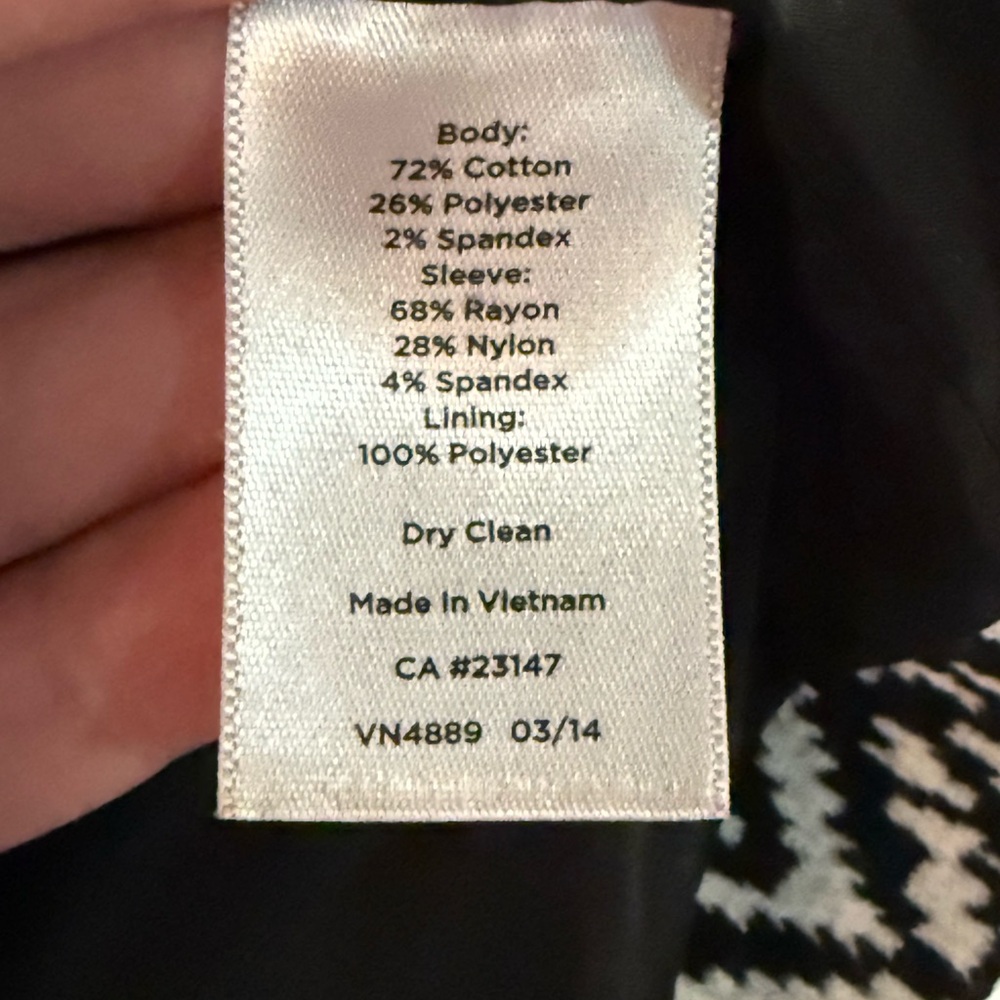 Body:
72% Cotton
26% Polyester
2% Spandex
Sleeve:
68% Rayon
28% Nylon
4% Spandex
Lining:
100% Polyester
Dry Clean
Made In Vietnam
CA #23147
VN4889 03/14